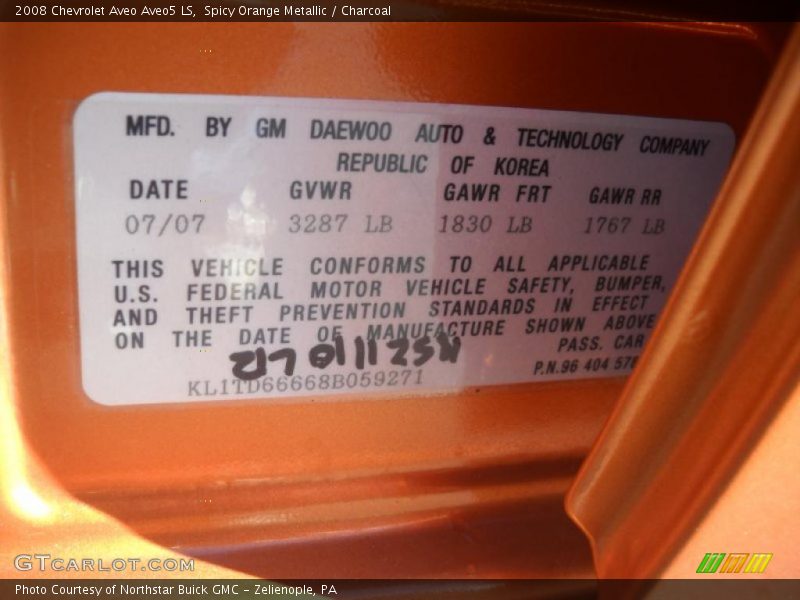 2008 Chevrolet Aveo Aveo5 LS, Spicy Orange Metallic / Charcoal
MFD. BY GM DAEWOO AUTO & TECHNOLOGY COMPANY
REPUBLIC OF KOREA
DATE GVWR GAWR FRT GAWR RR
07/07 3287 LB 1830 LB 1767 LB
THIS VEHICLE CONFORMS TO ALL APPLICABLE
U.S. FEDERAL MOTOR VEHICLE SAFETY, BUMPER,
AND THEFT PREVENTION STANDARDS IN EFFECT
ON THE DATE OF MANUFACTURE SHOWN ABOVE
PASS. CAR
KL1TD66668B059271
P.N.96 404 578
GTCARLOT.COM
Photo Courtesy of Northstar Buick GMC – Zelienople, PA